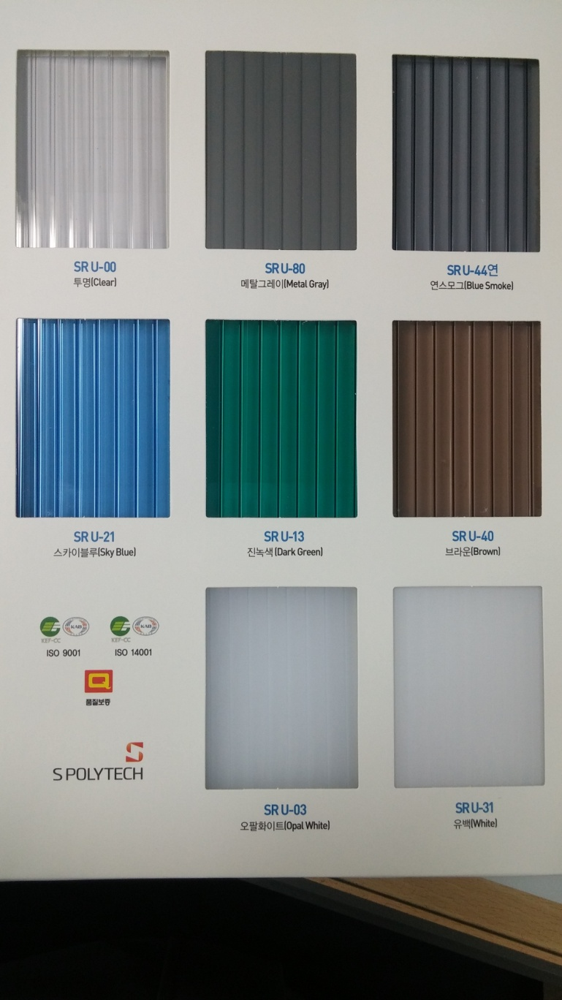 SR U-00
투명(Clear)
SR U-80
메탈그레이(Metal Gray)
SR U-44연
연스모그(Blue Smoke)
SR U-21
스카이블루(Sky Blue)
SR U-13
진녹색(Dark Green)
SR U-40
브라운(Brown)
KAB
KAB
KEF-CC
KEF-CC
ISO 9001
ISO 14001
Q
품질보증
S POLYTECH
SR U-03
오팔화이트(Opal White)
SR U-31
유백(White)